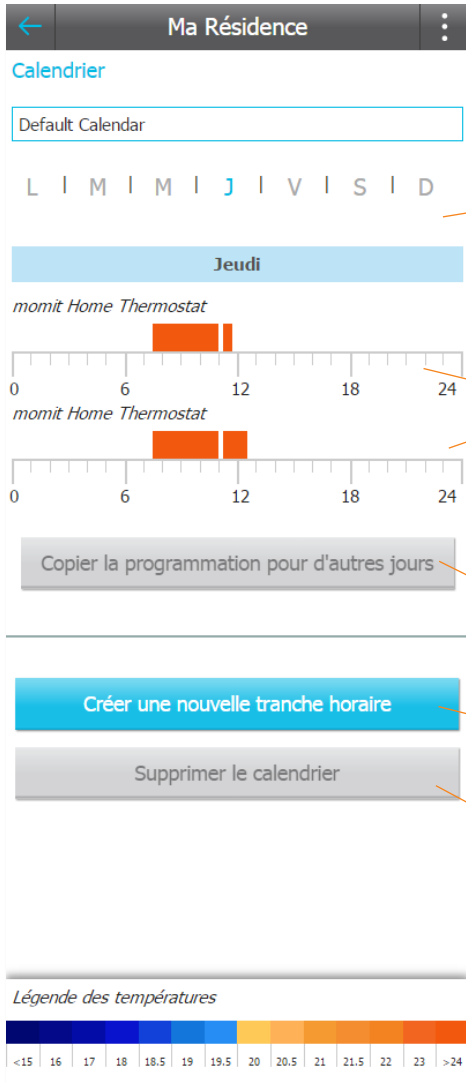 Ma Résidence
Calendrier
Default Calendar
L M M J V S D
Jeudi
momit Home Thermostat
0 6 12 18 24
momit Home Thermostat
0 6 12 18 24
Copier la programmation pour d'autres jours
Créer une nouvelle tranche horaire
Supprimer le calendrier
Légende des températures
<15 16 17 18 18.5 19 19.5 20 20.5 21 21.5 22 23 >24